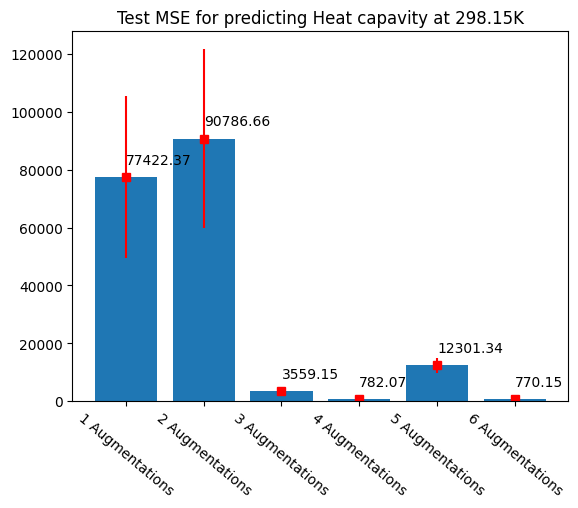 Test MSE for predicting Heat capavity at 298.15K
120000
100000
80000
60000
40000
20000
0
77422.37
90786.66
3559.15
782.07
12301.34
770.15
1 Augmentations
2 Augmentations
3 Augmentations
4 Augmentations
5 Augmentations
6 Augmentations